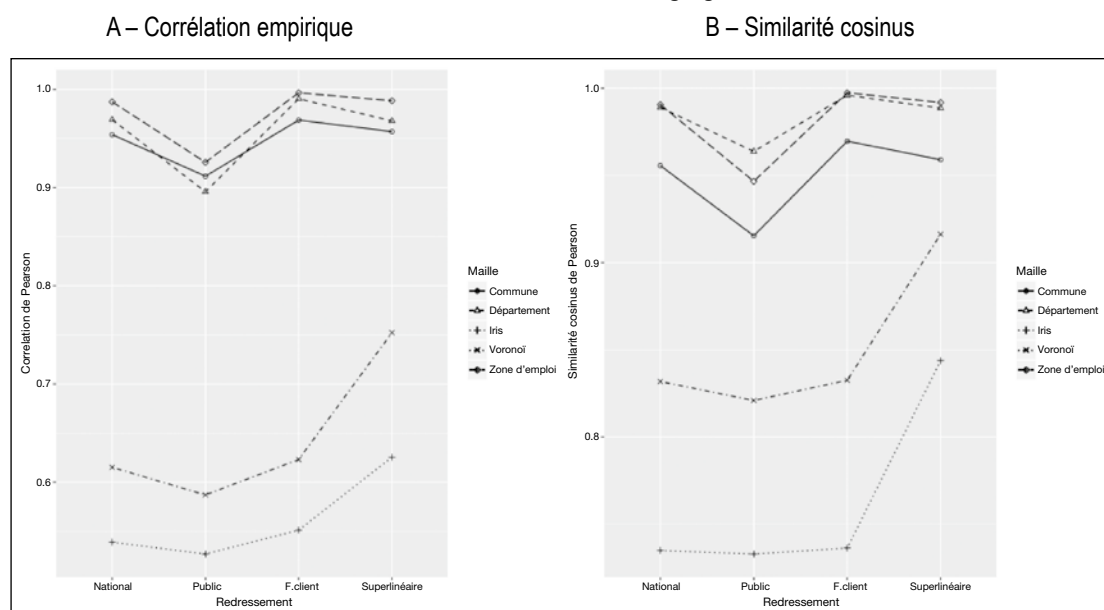 A – Corrélation empirique
B – Similarité cosinus
Correlation de Pearson
1.0
0.9
0.8
0.7
0.6
National
Public
F.client
Superlinéaire
Redressement
Maille
Commune
Département
Iris
Voronoï
Zone d'emploi
Similarité cosinus de Pearson
1.0
0.9
0.8
National
Public
F.client
Superlinéaire
Redressement
Maille
Commune
Département
Iris
Voronoï
Zone d'emploi